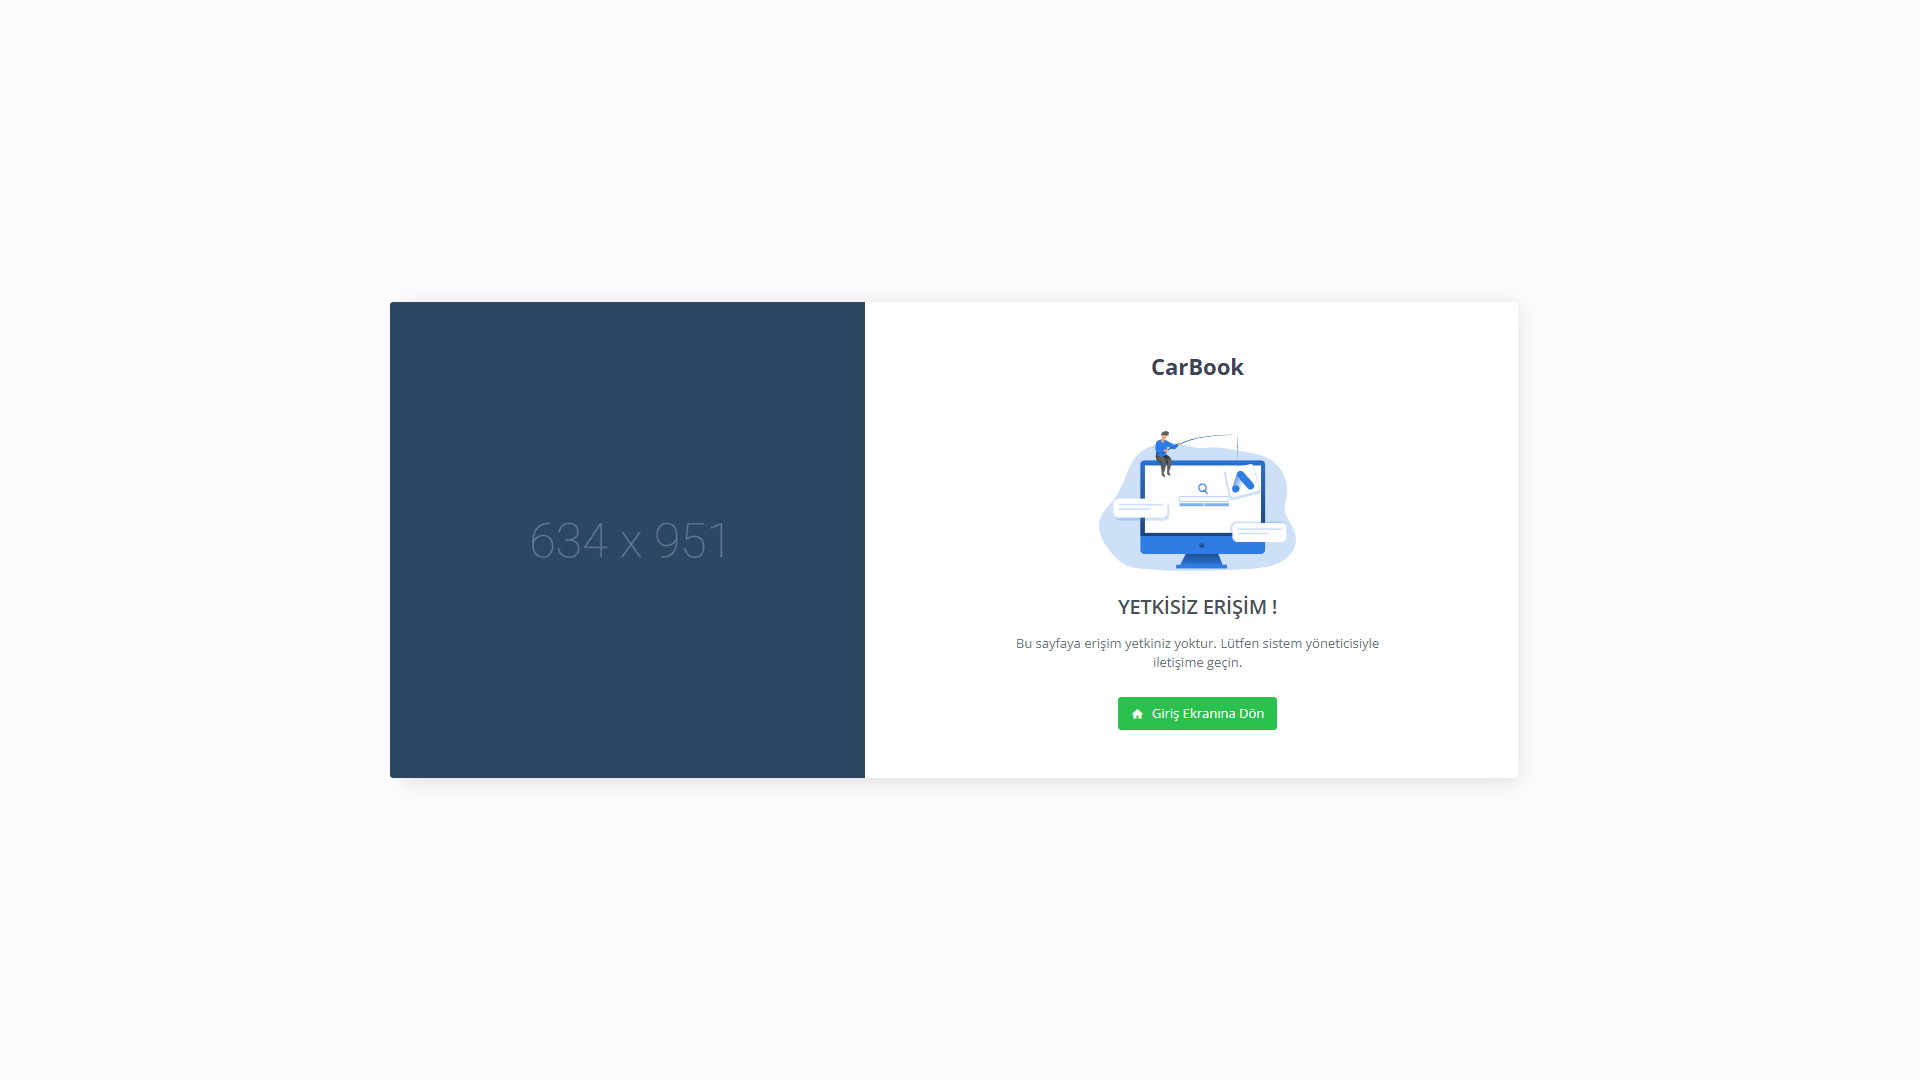 634 x 951
CarBook
YETKİSİZ ERİŞİM !
Bu sayfaya erişim yetkiniz yoktur. Lütfen sistem yöneticisiyle
iletişime geçin.
Giriş Ekranına Dön